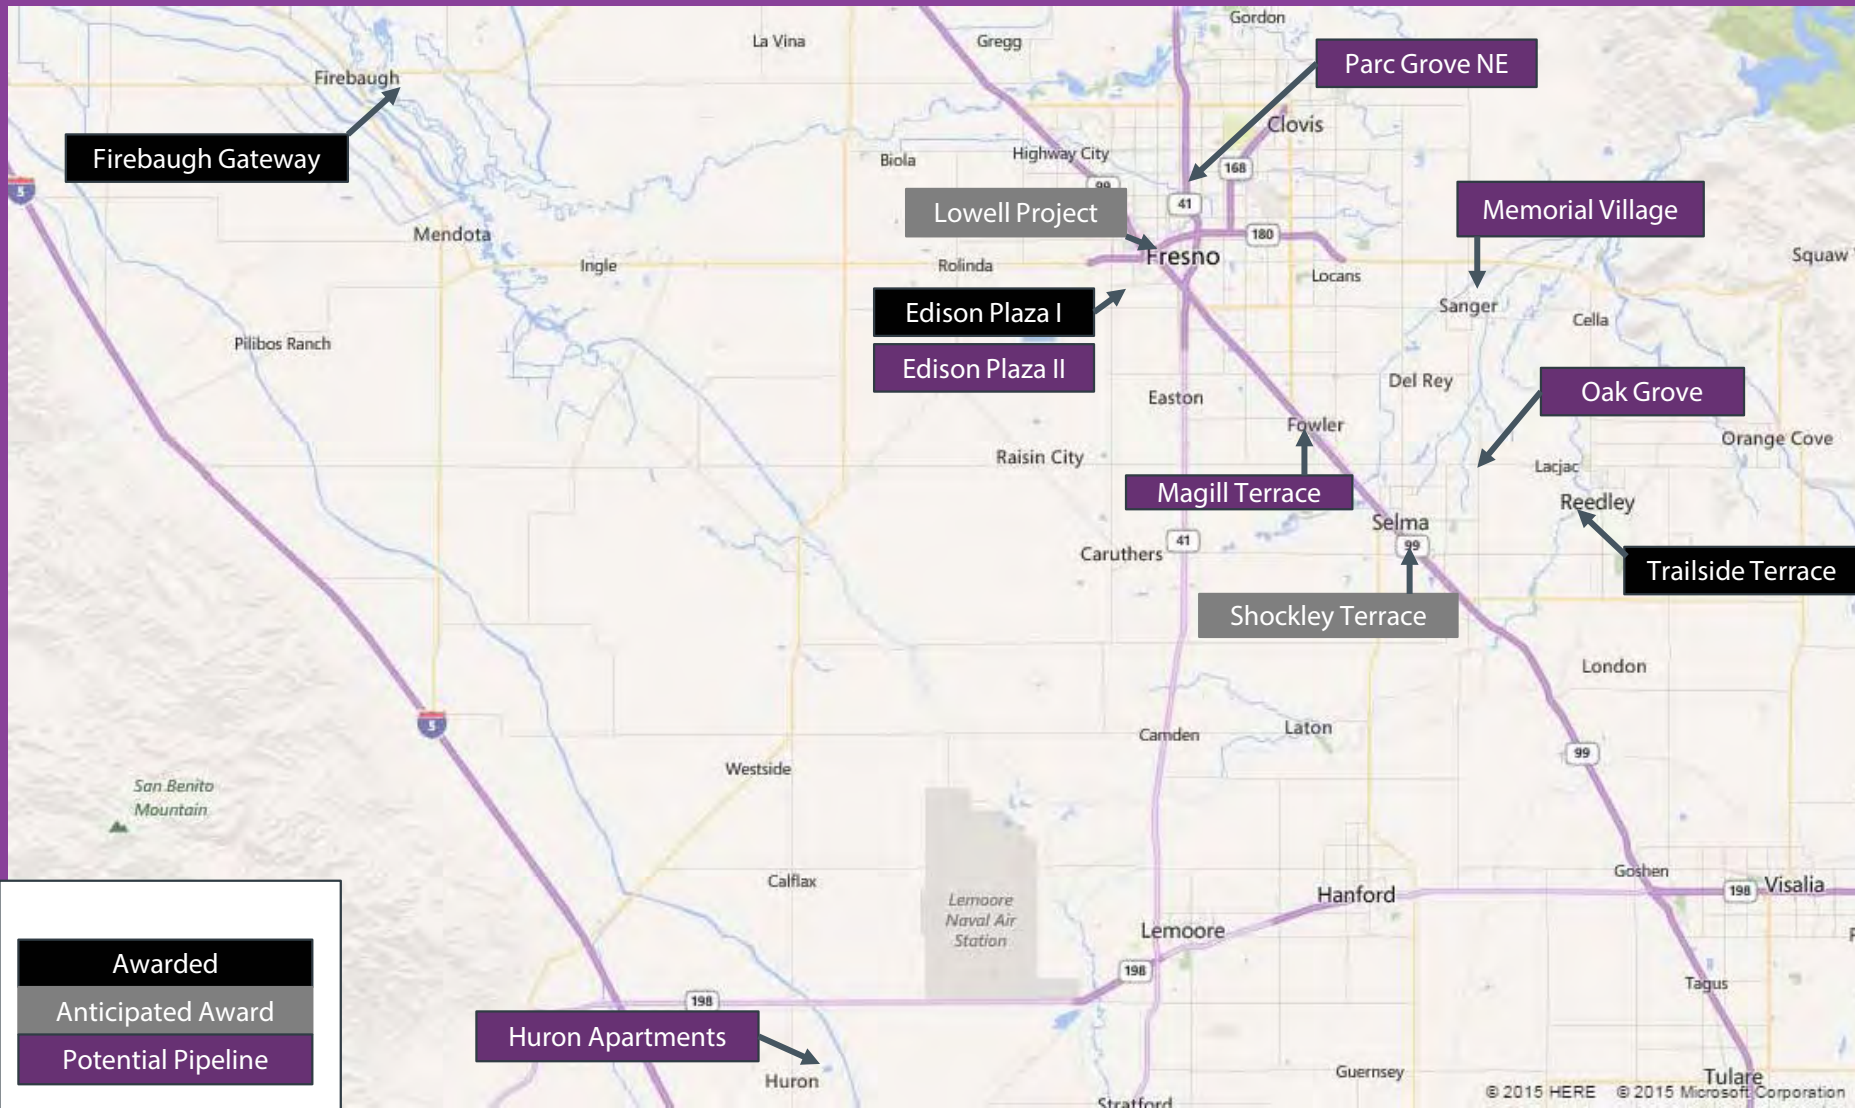 Gordon
La Vina
Gregg
Parc Grove NE
Firebaugh
Clovis
Firebaugh Gateway
Biola
Highway City
168
99
5
41
Lowell Project
Memorial Village
Mendota
180
Ingle
Rolinda
Fresno
Locans
Squaw
Edison Plaza I
Sanger
Cella
Pilibos Ranch
Edison Plaza II
Del Rey
Oak Grove
Easton
Fowler
Orange Cove
Raisin City
Lacjac
Magill Terrace
Reedley
Selma
99
41
Caruthers
Trailside Terrace
Shockley Terrace
London
5
Camden
Laton
99
Westside
San Benito
Mountain
Goshen
Calflax
198
Visalia
Hanford
Lemoore
Naval Air
Station
Lemoore
198
Tagus
198
Awarded
Anticipated Award
Potential Pipeline
Huron Apartments
Huron
Guernsey
Tulare
Stratford
© 2015 HERE © 2015 Microsoft Corporation